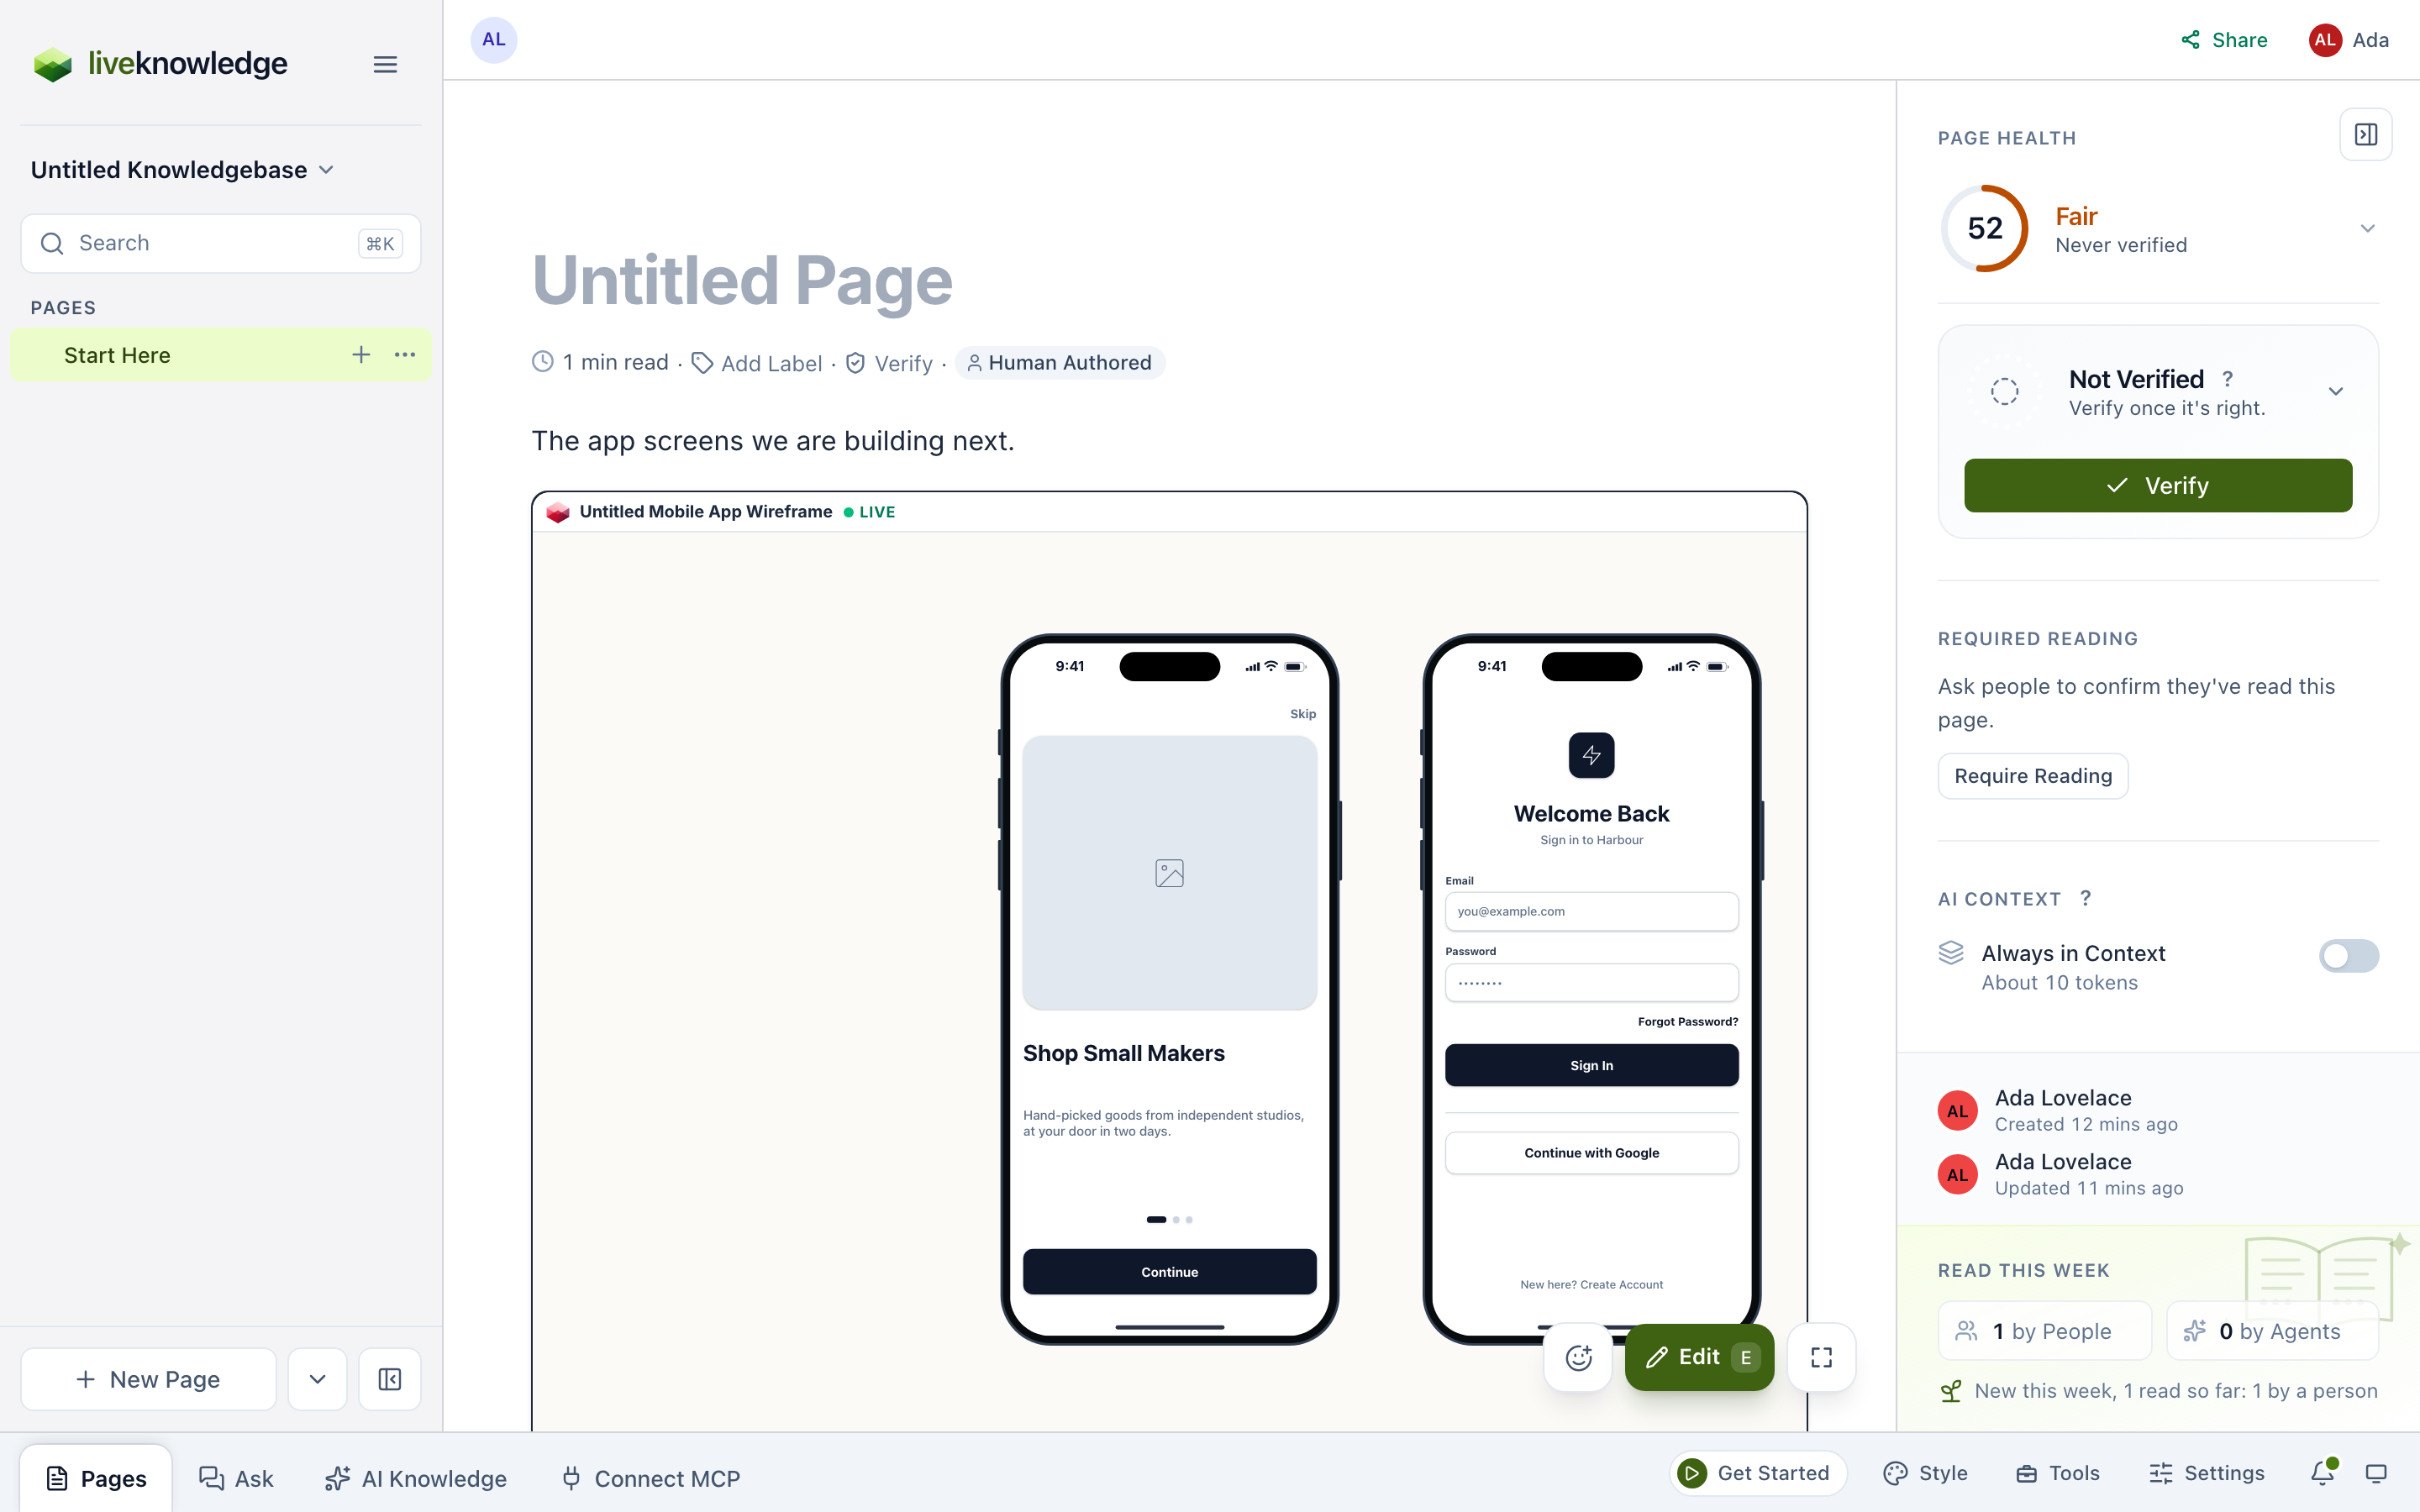 liveknowledge
Untitled Knowledgebase
Search
⌘K
PAGES
Start Here
New Page
AL
Share
AL
Ada
Untitled Page
1 min read · Add Label · Verify · Human Authored
The app screens we are building next.
Untitled Mobile App Wireframe
LIVE
9:41
Skip
Shop Small Makers
Hand-picked goods from independent studios,
at your door in two days.
Continue
9:41
Welcome Back
Sign in to Harbour
Email
you@example.com
Password
Forgot Password?
Sign In
Continue with Google
New here? Create Account
Edit E
PAGE HEALTH
52
Fair
Never verified
Not Verified ?
Verify once it's right.
Verify
REQUIRED READING
Ask people to confirm they've read this
page.
Require Reading
AI CONTEXT ?
Always in Context
About 10 tokens
AL
Ada Lovelace
Created 12 mins ago
AL
Ada Lovelace
Updated 11 mins ago
READ THIS WEEK
1 by People
0 by Agents
New this week, 1 read so far: 1 by a person
Pages
Ask
AI Knowledge
Connect MCP
Get Started
Style
Tools
Settings